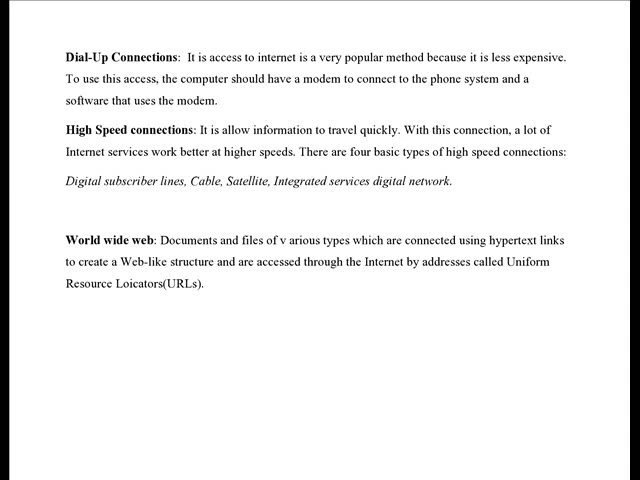 Dial-Up Connections:  It is access to internet is a very popular method because it is less expensive.
To use this access, the computer should have a modem to connect to the phone system and a
software that uses the modem.
High Speed connections: It is allow information to travel quickly. With this connection, a lot of
Internet services work better at higher speeds. There are four basic types of high speed connections:
Digital subscriber lines, Cable, Satellite, Integrated services digital network.
World wide web: Documents and files of v arious types which are connected using hypertext links
to create a Web-like structure and are accessed through the Internet by addresses called Uniform
Resource Loicators(URLs).